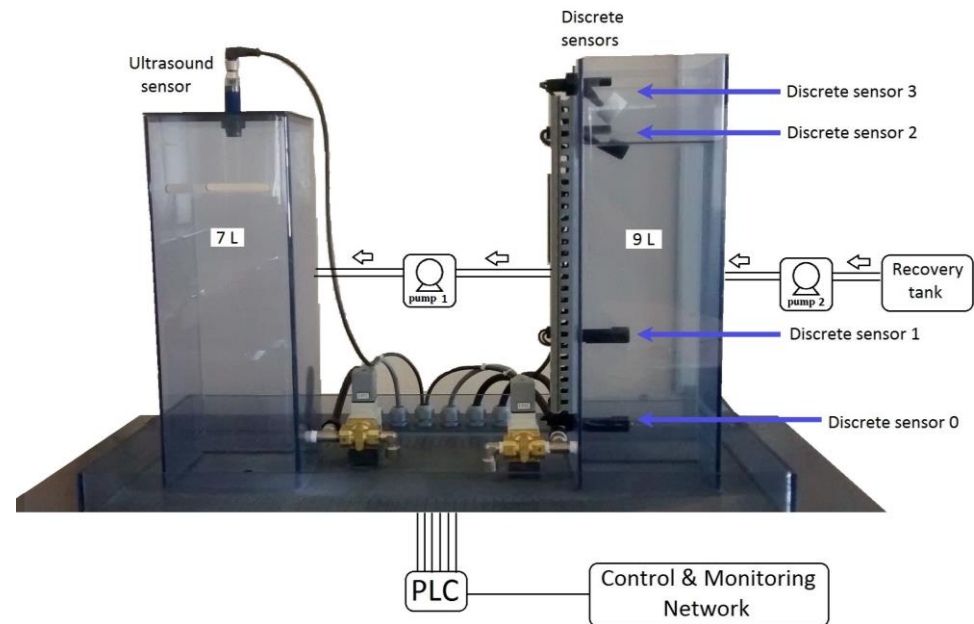 Discrete
sensors
Ultrasound
sensor
Discrete sensor 3
Discrete sensor 2
7 L
9 L
pump 1
pump 2
Recovery
tank
Discrete sensor 1
Discrete sensor 0
PLC
Control & Monitoring
Network